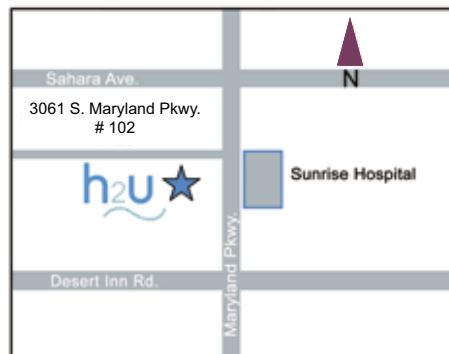 Sahara Ave.
N
3061 S. Maryland Pkwy.
# 102
h2u
Sunrise Hospital
Maryland Pkwy.
Desert Inn Rd.